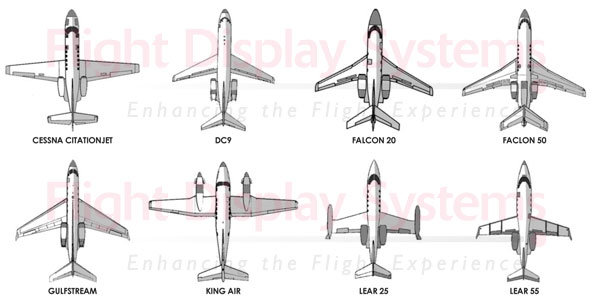 Flight Display Systems
Enhancing the Flight Experience
CESSNA CITATIONJET DC9 FALCON 20 FACLON 50
Flight Display Systems
Enhancing the Flight Experience
GULFSTREAM KING AIR LEAR 25 LEAR 55